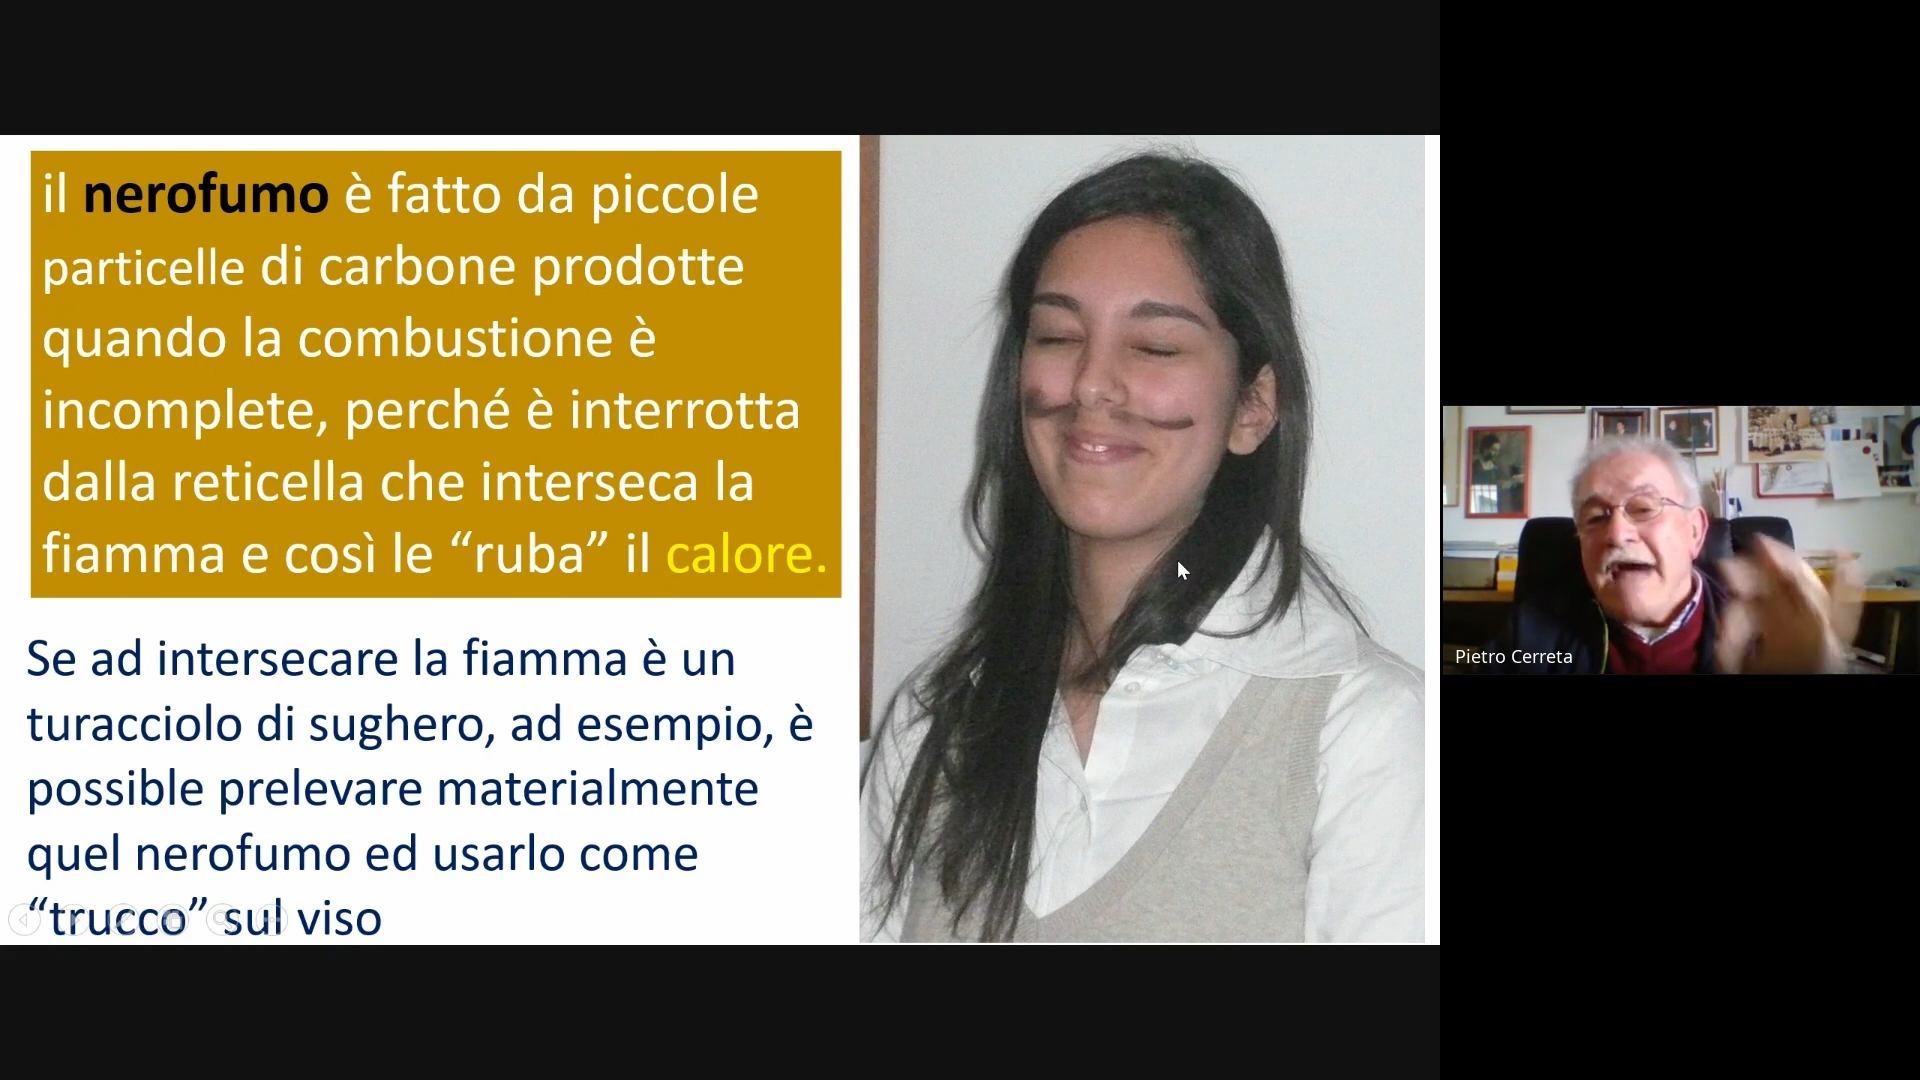 il nerofumo è fatto da piccole
particelle di carbone prodotte
quando la combustione è
incomplete, perché è interrotta
dalla reticella che interseca la
fiamma e così le “ruba” il calore.
Se ad intersecare la fiamma è un
turacciolo di sughero, ad esempio, è
possible prelevare materialmente
quel nerofumo ed usarlo come
“trucco” sul viso
Pietro Cerreta